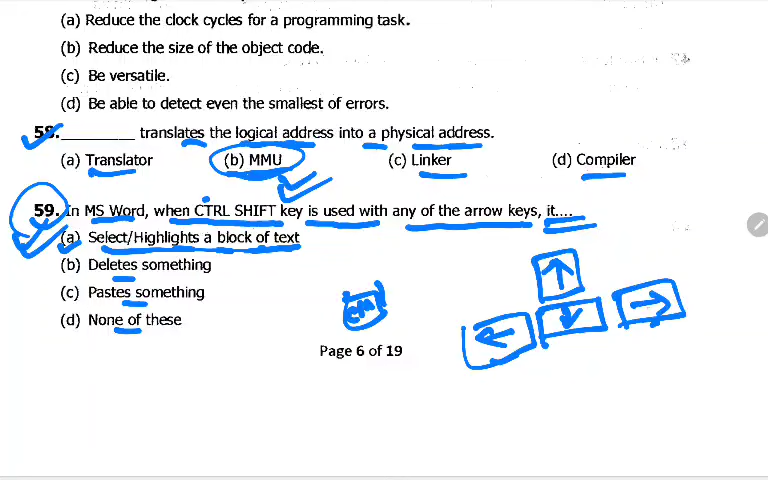 (a) Reduce the clock cycles for a programming task.
(b) Reduce the size of the object code.
(c) Be versatile.
(d) Be able to detect even the smallest of errors.
58. ________ translates the logical address into a physical address.
(a) Translator (b) MMU (c) Linker (d) Compiler
59. In MS Word, when CTRL SHIFT key is used with any of the arrow keys, it....
(a) Select/Highlights a block of text
(b) Deletes something
(c) Pastes something
(d) None of these
Page 6 of 19